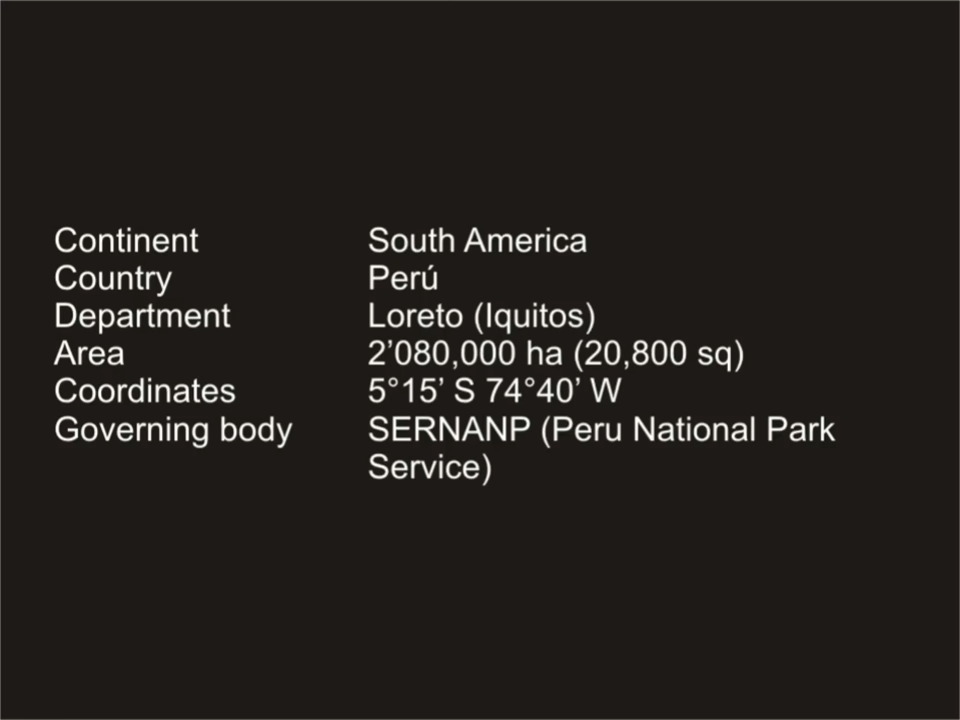 Continent South America
Country Perú
Department Loreto (Iquitos)
Area 2’080,000 ha (20,800 sq)
Coordinates 5°15’ S 74°40’ W
Governing body SERNANP (Peru National Park
Service)